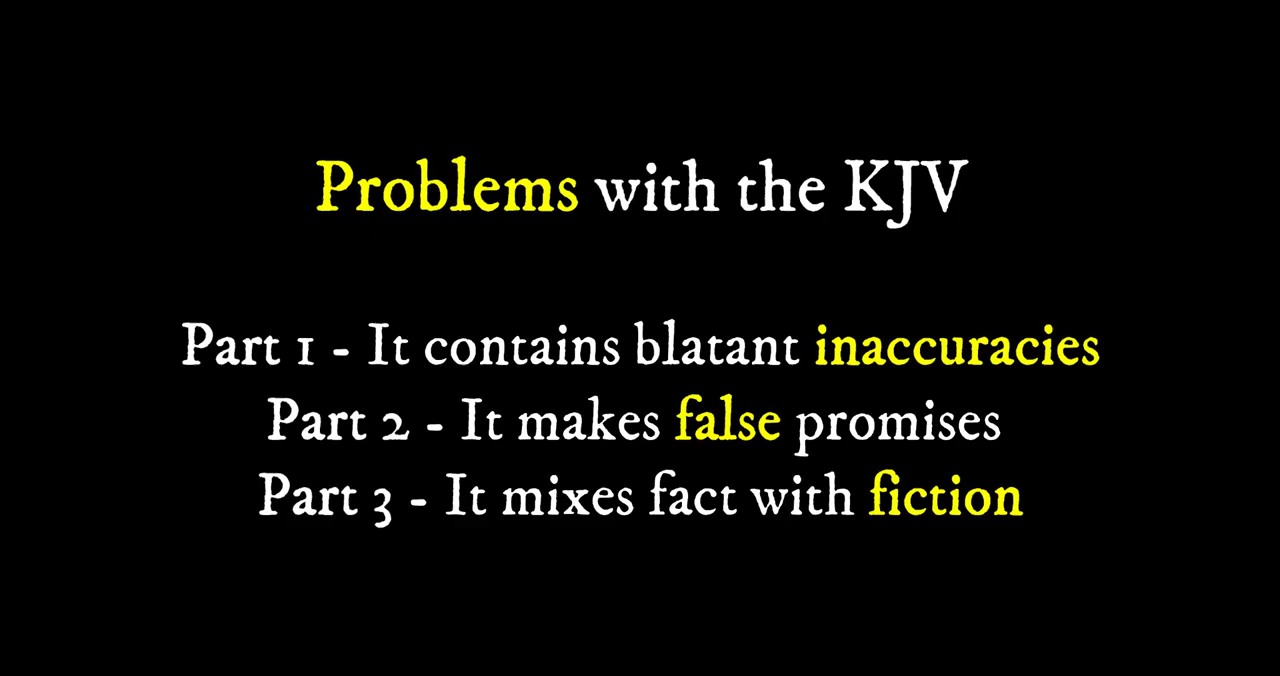 Problems with the KJV
Part 1 - It contains blatant inaccuracies
Part 2 - It makes false promises
Part 3 - It mixes fact with fiction